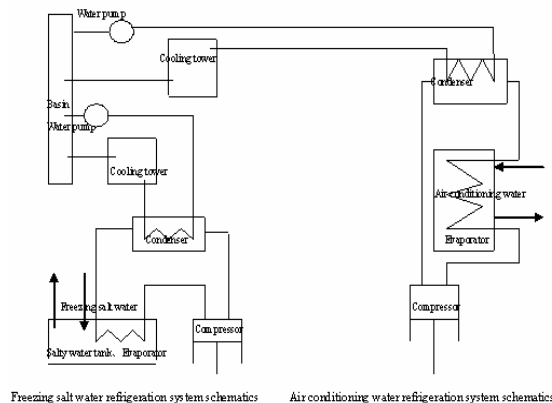 Water pump
Cooling tower
Condenser
Basin
Water pump
Cooling tower
Air-conditioning water
Condenser
Evaporator
Freezing salt water
Compressor
Compressor
Salty water tank、Evaporator
Freezing salt water refrigeration system schematics
Air conditioning water refrigeration system schematics